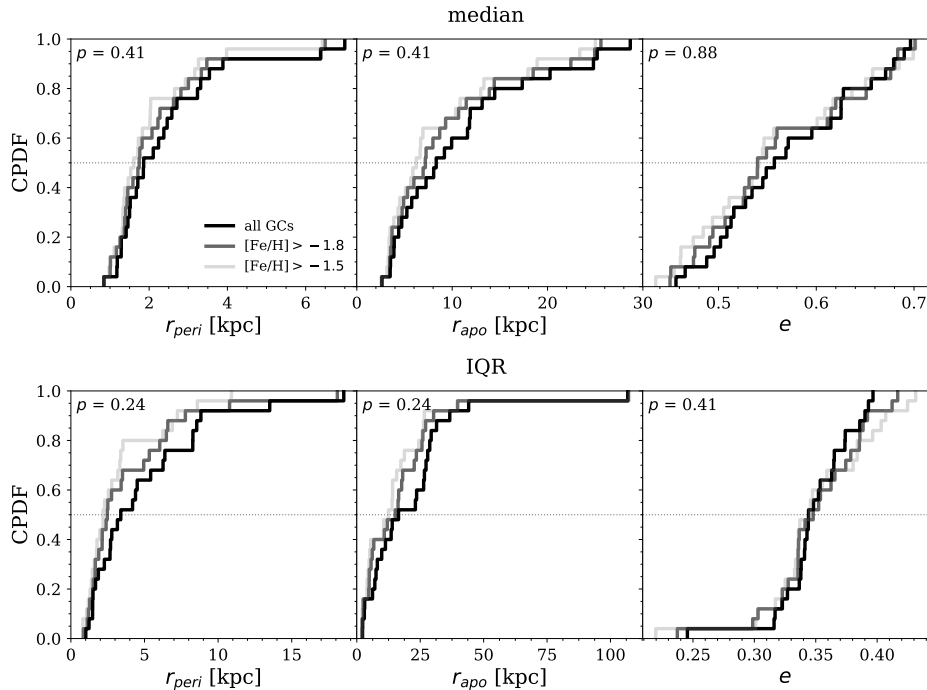 median
p = 0.41
p = 0.41
p = 0.88
1.0
0.8
0.6
0.4
0.2
0.0
CPDF
all GCs
[Fe/H] > −1.8
[Fe/H] > −1.5
0 2 4 6
0 10 20 30
0.5 0.6 0.7
r_peri [kpc]
r_apo [kpc]
e
IQR
p = 0.24
p = 0.24
p = 0.41
1.0
0.8
0.6
0.4
0.2
0.0
CPDF
0 5 10 15
0 25 50 75 100
0.25 0.30 0.35 0.40
r_peri [kpc]
r_apo [kpc]
e